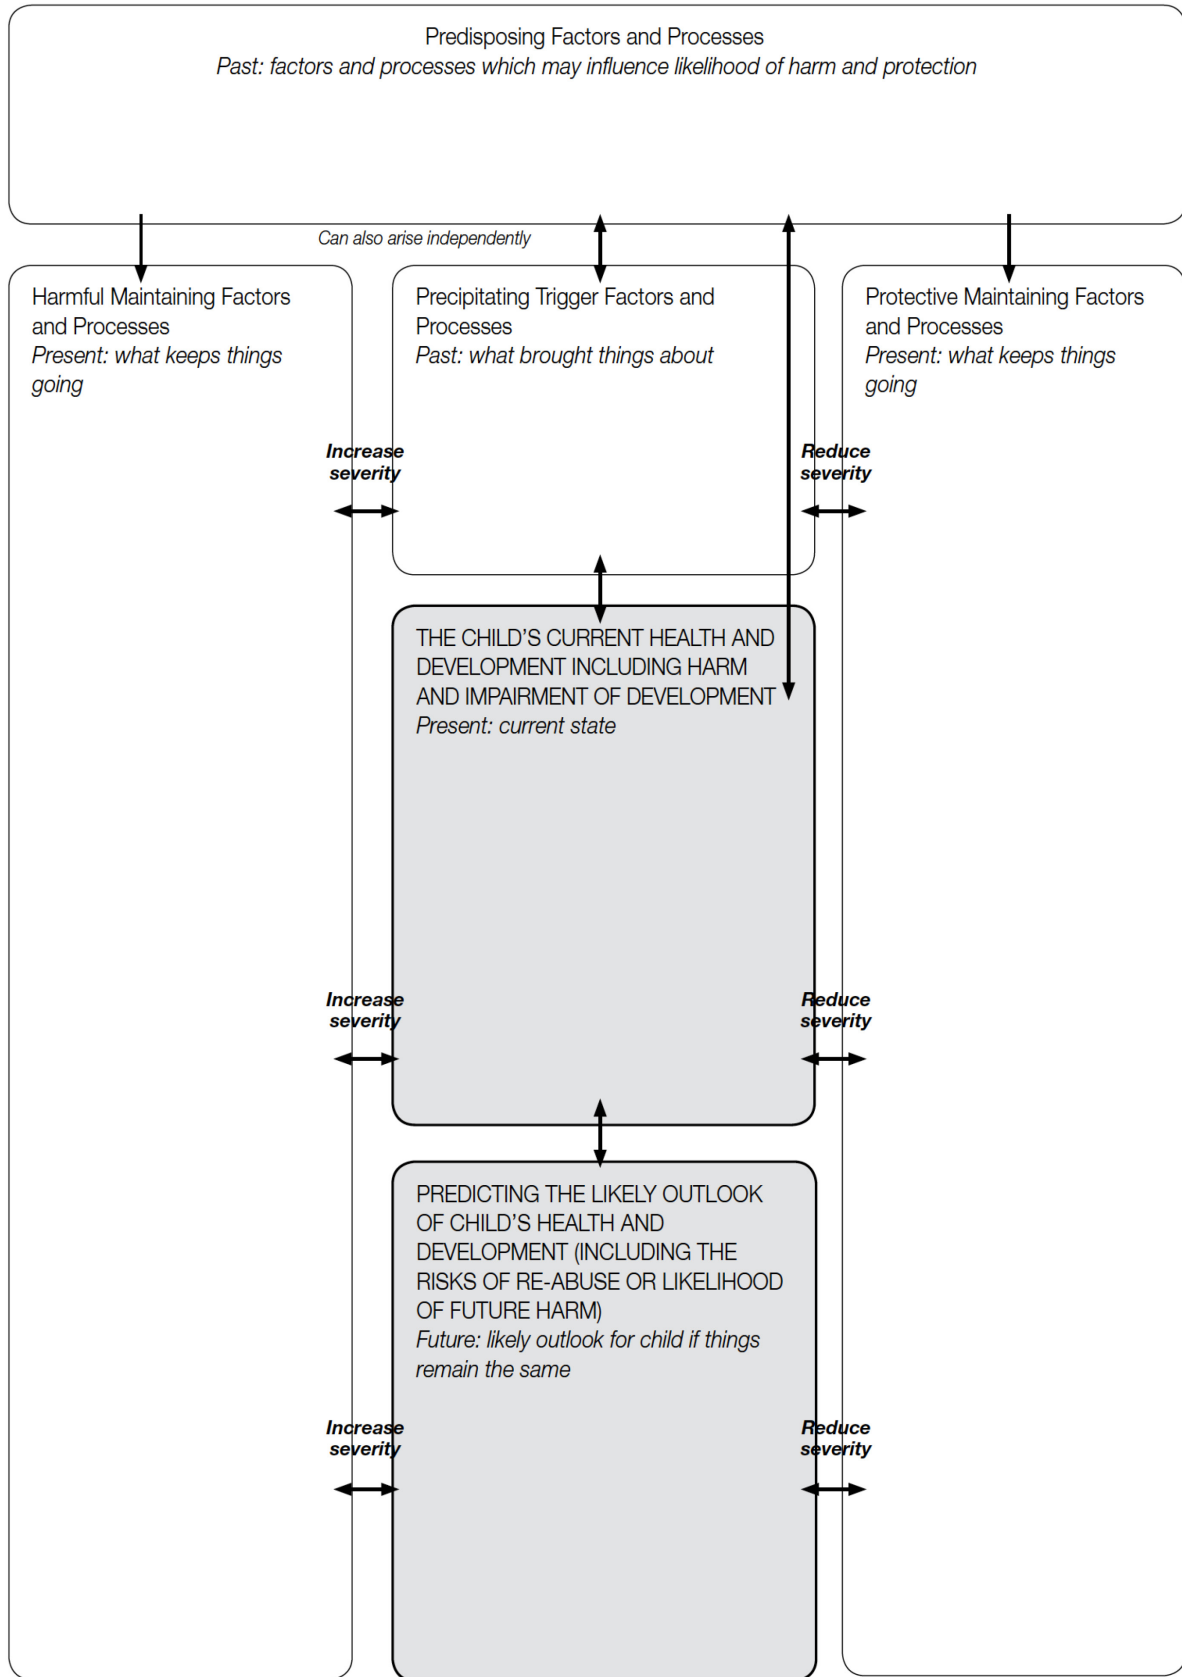 Predisposing Factors and Processes
Past: factors and processes which may influence likelihood of harm and protection
Can also arise independently
Harmful Maintaining Factors
and Processes
Present: what keeps things
going
Precipitating Trigger Factors and
Processes
Past: what brought things about
Protective Maintaining Factors
and Processes
Present: what keeps things
going
Increase
severity
Reduce
severity
THE CHILD’S CURRENT HEALTH AND
DEVELOPMENT INCLUDING HARM
AND IMPAIRMENT OF DEVELOPMENT
Present: current state
Increase
severity
Reduce
severity
PREDICTING THE LIKELY OUTLOOK
OF CHILD’S HEALTH AND
DEVELOPMENT (INCLUDING THE
RISKS OF RE-ABUSE OR LIKELIHOOD
OF FUTURE HARM)
Future: likely outlook for child if things
remain the same
Increase
severity
Reduce
severity